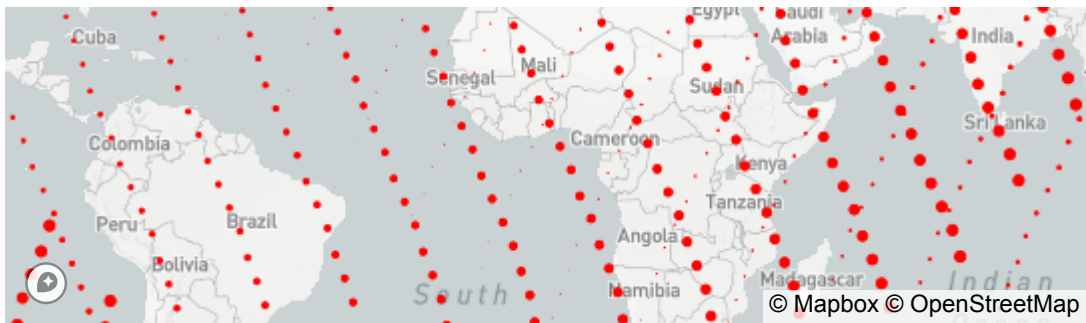 Egypt
Saudi
Arabia
Cuba
India
Mali
Senegal
Sudan
Sri Lanka
Colombia
Cameroon
Kenya
Tanzania
Peru
Brazil
Angola
Bolivia
Madagascar
Namibia
South
Indian
© Mapbox © OpenStreetMap